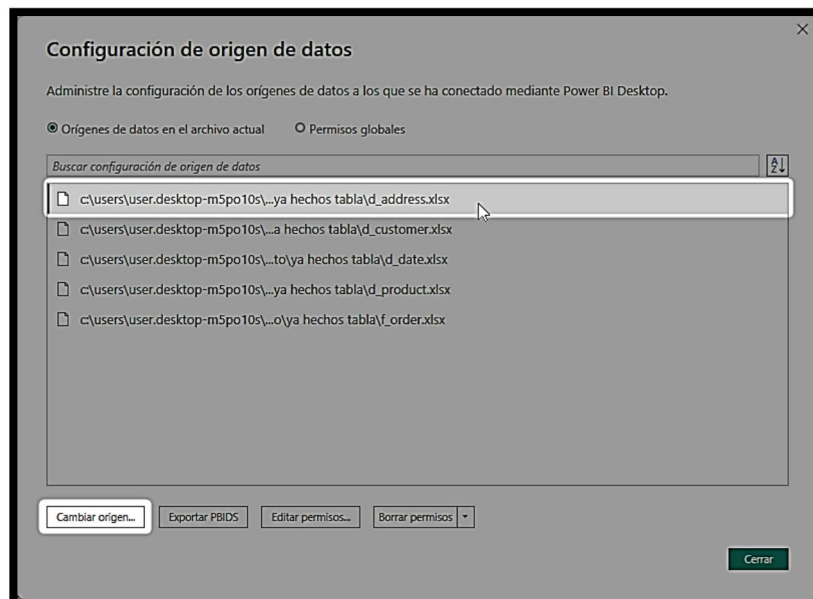 Configuración de origen de datos
Administre la configuración de los orígenes de datos a los que se ha conectado mediante Power BI Desktop.
Orígenes de datos en el archivo actual Permisos globales
Buscar configuración de origen de datos
A
Z
c:\users\user.desktop-m5po10s\...ya hechos tabla\d_address.xlsx
c:\users\user.desktop-m5po10s\...a hechos tabla\d_customer.xlsx
c:\users\user.desktop-m5po10s\...to\ya hechos tabla\d_date.xlsx
c:\users\user.desktop-m5po10s\...ya hechos tabla\d_product.xlsx
c:\users\user.desktop-m5po10s\...o\ya hechos tabla\f_order.xlsx
Cambiar origen... Exportar PBIDS Editar permisos... Borrar permisos
Cerrar